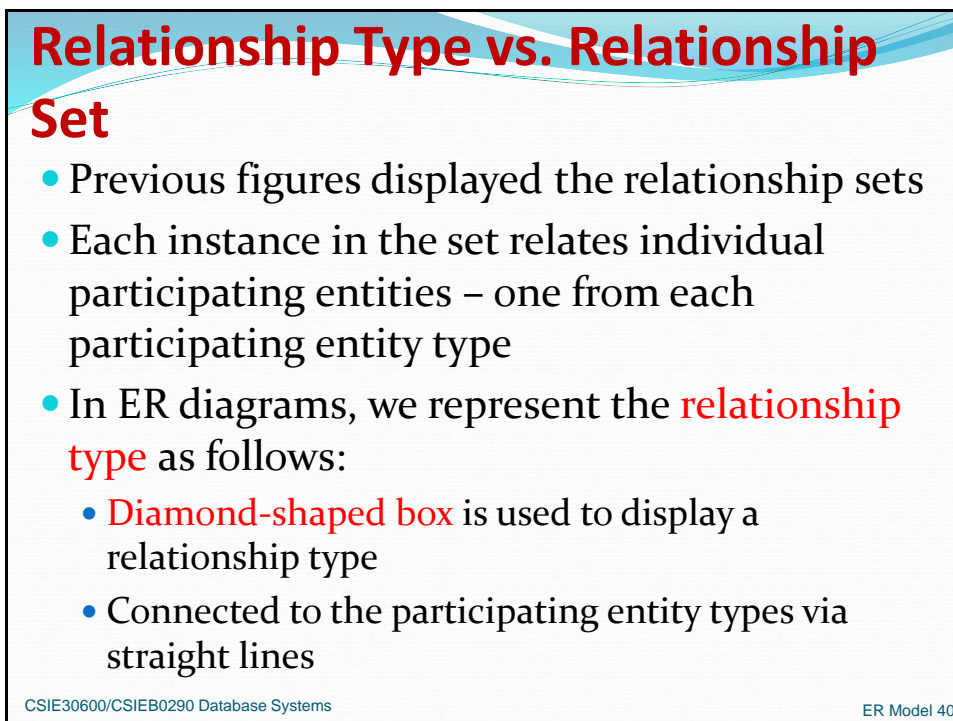 Relationship Type vs. Relationship
Set
• Previous figures displayed the relationship sets
• Each instance in the set relates individual
participating entities – one from each
participating entity type
• In ER diagrams, we represent the relationship
type as follows:
• Diamond-shaped box is used to display a
relationship type
• Connected to the participating entity types via
straight lines
CSIE30600/CSIEB0290 Database Systems
ER Model 40